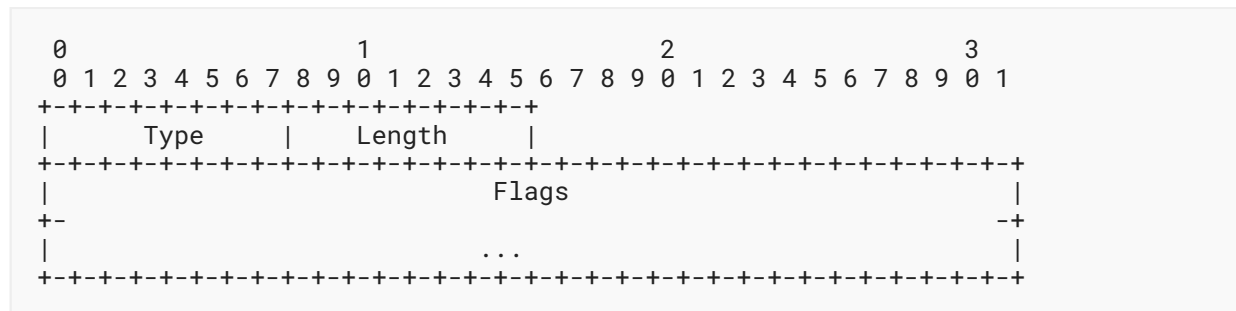 0                   1                   2                   3
 0 1 2 3 4 5 6 7 8 9 0 1 2 3 4 5 6 7 8 9 0 1 2 3 4 5 6 7 8 9 0 1
+-+-+-+-+-+-+-+-+-+-+-+-+-+-+-+-+
|      Type     |    Length     |
+-+-+-+-+-+-+-+-+-+-+-+-+-+-+-+-+-+-+-+-+-+-+-+-+-+-+-+-+-+-+-+-+
|                             Flags                             |
+-                                                             -+
|                            ...                                |
+-+-+-+-+-+-+-+-+-+-+-+-+-+-+-+-+-+-+-+-+-+-+-+-+-+-+-+-+-+-+-+-+